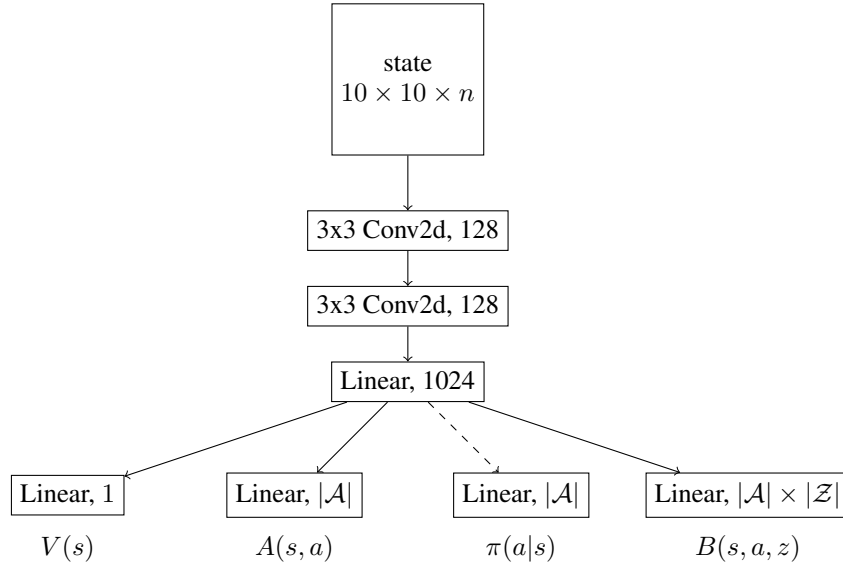 state
10 × 10 × n
3x3 Conv2d, 128
3x3 Conv2d, 128
Linear, 1024
Linear, 1
Linear, |𝒜|
Linear, |𝒜|
Linear, |𝒜| × |𝒵|
V(s)
A(s, a)
π(a|s)
B(s, a, z)